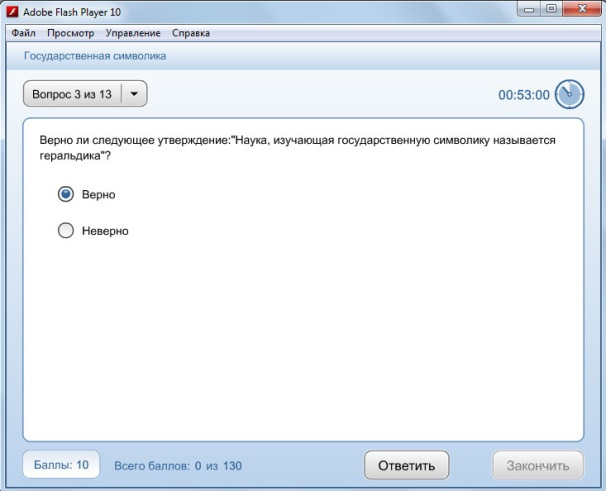 Adobe Flash Player 10
Файл Просмотр Управление Справка
Государственная символика
Вопрос 3 из 13
00:53:00
Верно ли следующее утверждение:"Наука, изучающая государственную символику называется
геральдика"?
Верно
Неверно
Баллы: 10 Всего баллов: 0 из 130 Ответить Закончить